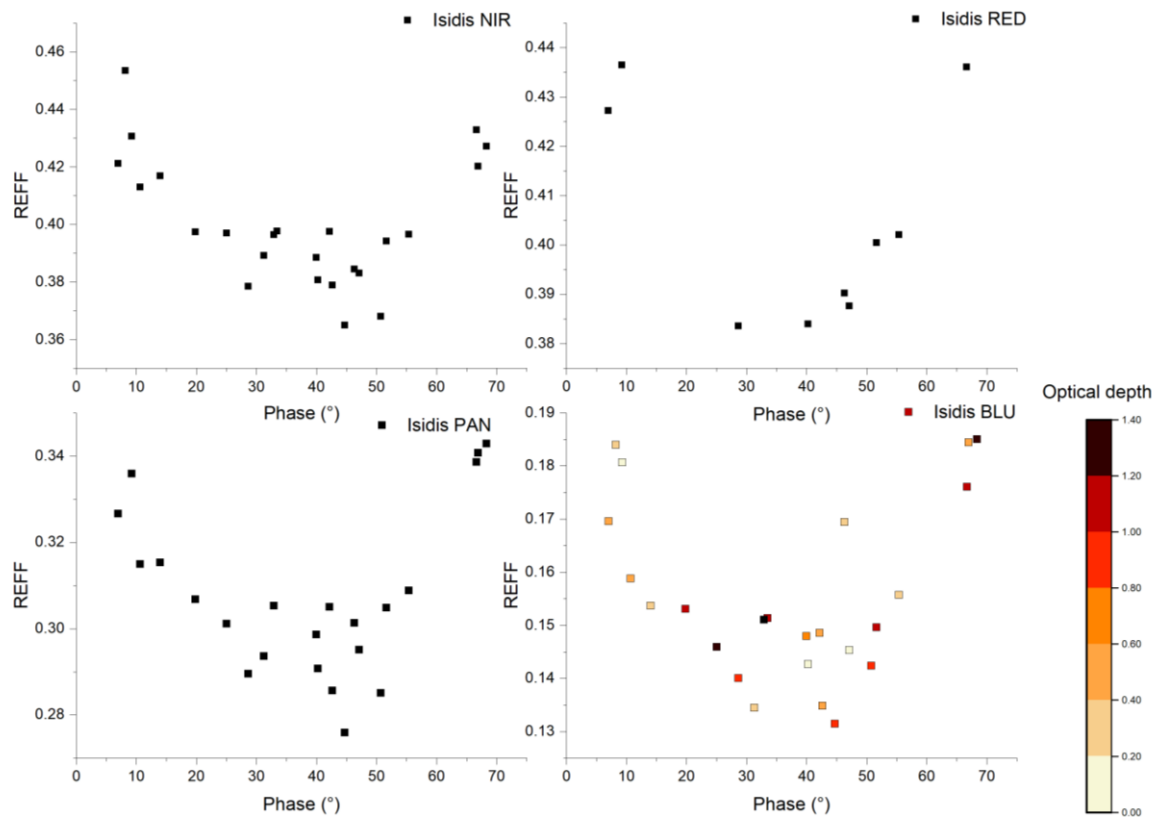 Isidis NIR
REFF
0.46
0.44
0.42
0.40
0.38
0.36
0 10 20 30 40 50 60 70
Phase (°)
Isidis RED
REFF
0.44
0.43
0.42
0.41
0.40
0.39
0.38
0 10 20 30 40 50 60 70
Isidis PAN
REFF
0.34
0.32
0.30
0.28
0 10 20 30 40 50 60 70
Phase (°)
Isidis BLU
REFF
0.19
0.18
0.17
0.16
0.15
0.14
0.13
0 10 20 30 40 50 60 70
Phase (°)
Optical depth
1.40
1.20
1.00
0.80
0.60
0.40
0.20
0.00